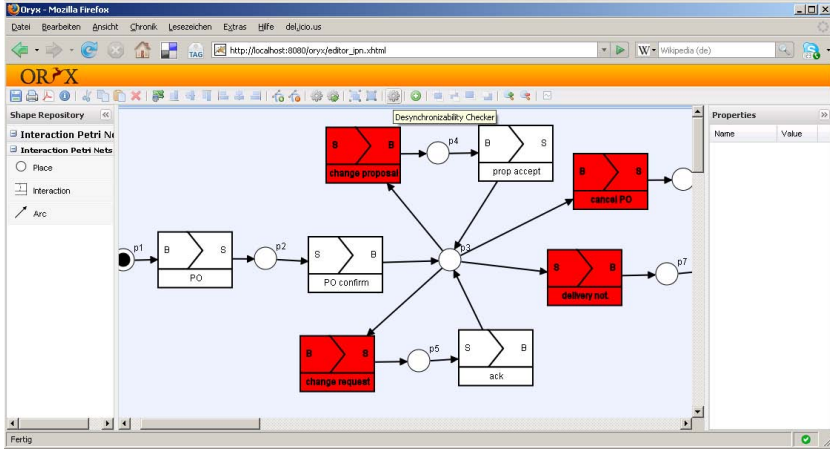 Oryx - Mozilla Firefox
Datei Bearbeiten Ansicht Chronik Lesezeichen Extras Hilfe del.icio.us
TAG http://localhost:8080/oryx/editor_ipn.xhtml W Wikipedia (de)
ORYX
Desynchronizability Checker
Shape Repository
Interaction Petri Ne
Interaction Petri Nets
Place
Interaction
Arc
Properties
Name Value
S B
change proposal
p4
B S
prop accept
B S
cancel PO
p1
B S
PO
p2
S B
PO confirm
p3
S B
delivery not.
p7
B S
change request
p5
S B
ack
Fertig